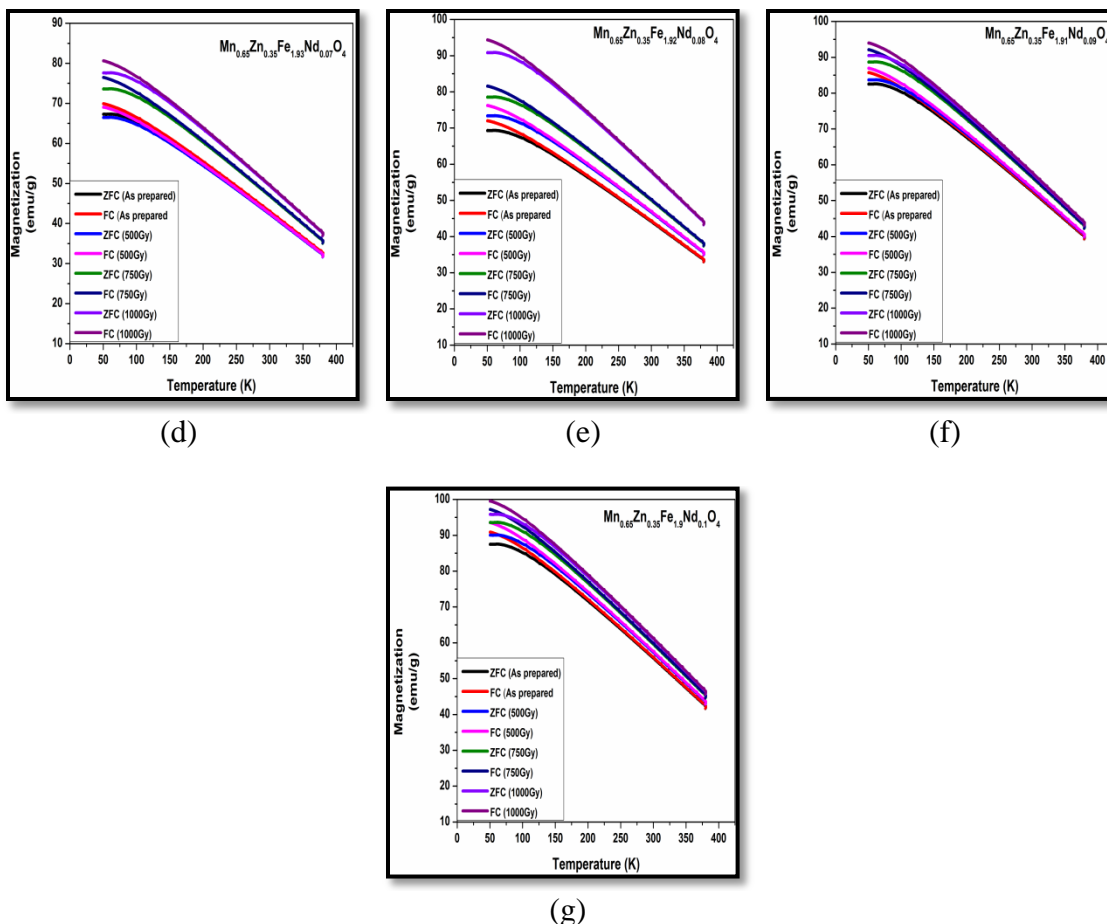 Mn0.65Zn0.35Fe1.93Nd0.07O4
90
80
70
60
50
40
30
20
10
Magnetization
(emu/g)
ZFC (As prepared)
FC (As prepared
ZFC (500Gy)
FC (500Gy)
ZFC (750Gy)
FC (750Gy)
ZFC (1000Gy)
FC (1000Gy)
0 50 100 150 200 250 300 350 400
Temperature (K)
(d)
Mn0.65Zn0.35Fe1.92Nd0.08O4
100
90
80
70
60
50
40
30
20
10
Magnetization
(emu/g)
ZFC (As prepared)
FC (As prepared)
ZFC (500Gy)
FC (500Gy)
ZFC (750Gy)
FC (750Gy)
ZFC (1000Gy)
FC (1000Gy)
0 50 100 150 200 250 300 350 400
Temperature (K)
(e)
Mn0.65Zn0.35Fe1.91Nd0.09O4
100
90
80
70
60
50
40
30
20
10
Magnetization
(emu/g)
ZFC (As prepared)
FC (As prepared)
ZFC (500Gy)
FC (500Gy)
ZFC (750Gy)
FC (750Gy)
ZFC (1000Gy)
FC (1000Gy)
0 50 100 150 200 250 300 350 400
Temperature (K)
(f)
Mn0.65Zn0.35Fe1.9Nd0.1O4
100
90
80
70
60
50
40
30
20
10
Magnetization
(emu/g)
ZFC (As prepared)
FC (As prepared)
ZFC (500Gy)
FC (500Gy)
ZFC (750Gy)
FC (750Gy)
ZFC (1000Gy)
FC (1000Gy)
0 50 100 150 200 250 300 350 400
Temperature (K)
(g)